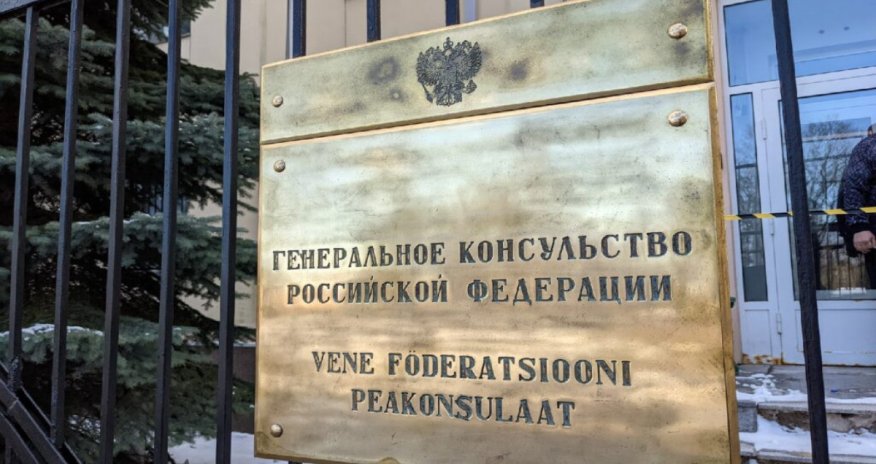 ГЕНЕРАЛЬНОЕ КОНСУЛЬСТВО
РОССИЙСКОЙ ФЕДЕРАЦИИ
VENE FÖDERATSIOONI
PEAKONSULAAT